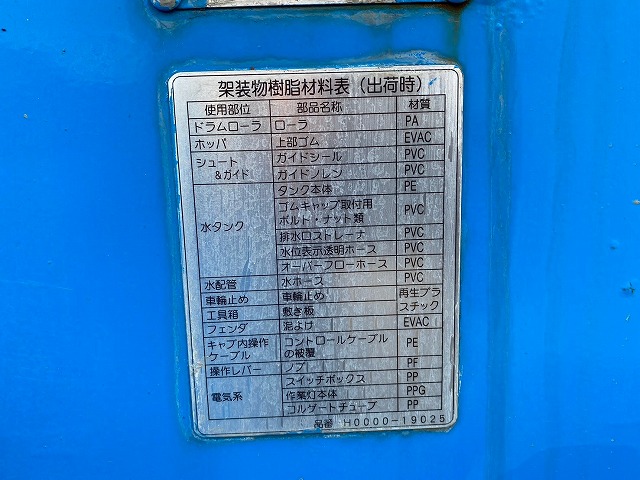 架装物樹脂材料表（出荷時）
使用部位 部品名称 材質
ドラムローラ ローラ PA
ホッパ 上部ゴム EVAC
シュート
&ガイド
ガイドシール PVC
ガイドノレン PVC
水タンク
タンク本体 PE
ゴムキャップ取付用
ボルト・ナット類
PVC
排水口ストレーナ PVC
水位表示透明ホース PVC
オーバーフローホース PVC
水配管 水ホース PVC
車輪止め 車輪止め
工具箱 敷き板
再生プラ
スチック
フェンダ 泥よけ EVAC
キャブ内操作
ケーブル
コントロールケーブル
の被覆
PE
操作レバー ノブ PF
電気系
スイッチボックス PP
作業灯本体 PPG
コルゲートチューブ PP
品番 H0000-19025